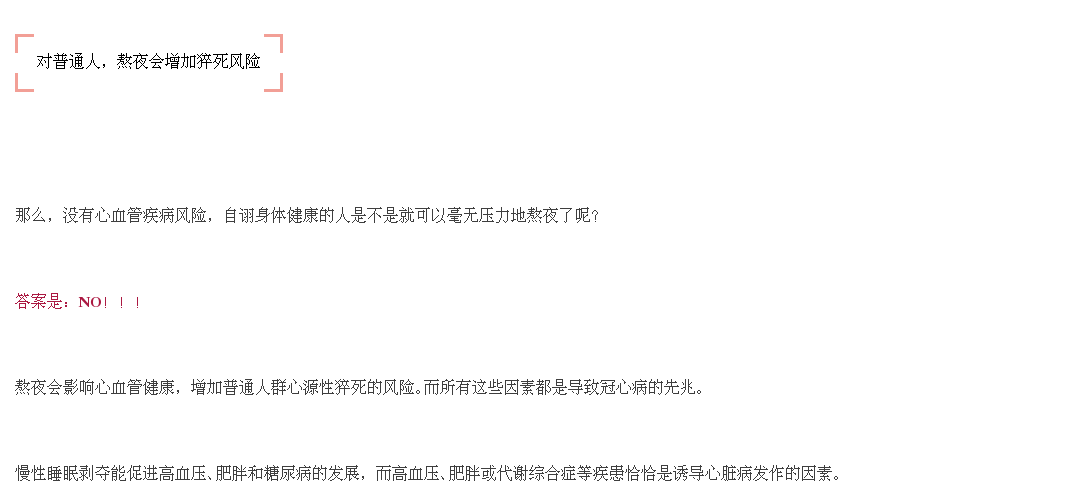 对普通人，熬夜会增加猝死风险
那么，没有心血管疾病风险，自诩身体健康的人是不是就可以毫无压力地熬夜了呢？
答案是：NO！！！
熬夜会影响心血管健康，增加普通人群心源性猝死的风险。而所有这些因素都是导致冠心病的先兆。
慢性睡眠剥夺能促进高血压、肥胖和糖尿病的发展，而高血压、肥胖或代谢综合症等疾患恰恰是诱导心脏病发作的因素。